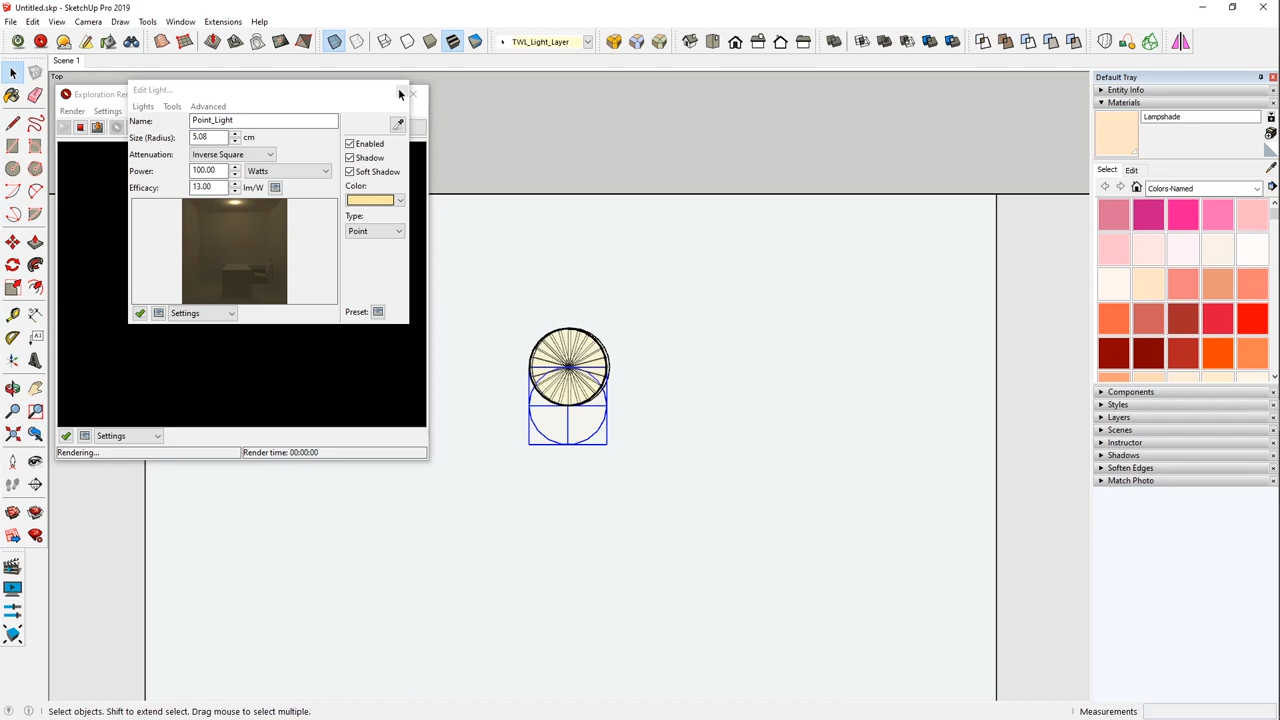 Untitled.skp - SketchUp Pro 2019
File Edit View Camera Draw Tools Window Extensions Help
TWL_Light_Layer
Scene 1
Top
Exploration Ren
Render Settings
Edit Light...
Lights Tools Advanced
Name: Point_Light
Size (Radius): 5.08 cm
Attenuation: Inverse Square
Power: 100.00 Watts
Efficacy: 13.00 lm/W
Enabled
Shadow
Soft Shadow
Color:
Type:
Point
Settings
Preset:
Settings
Rendering...
Render time: 00:00:00
Default Tray
Entity Info
Materials
Lampshade
Select Edit
Colors-Named
Components
Styles
Layers
Scenes
Instructor
Shadows
Soften Edges
Match Photo
Select objects. Shift to extend select. Drag mouse to select multiple.
Measurements